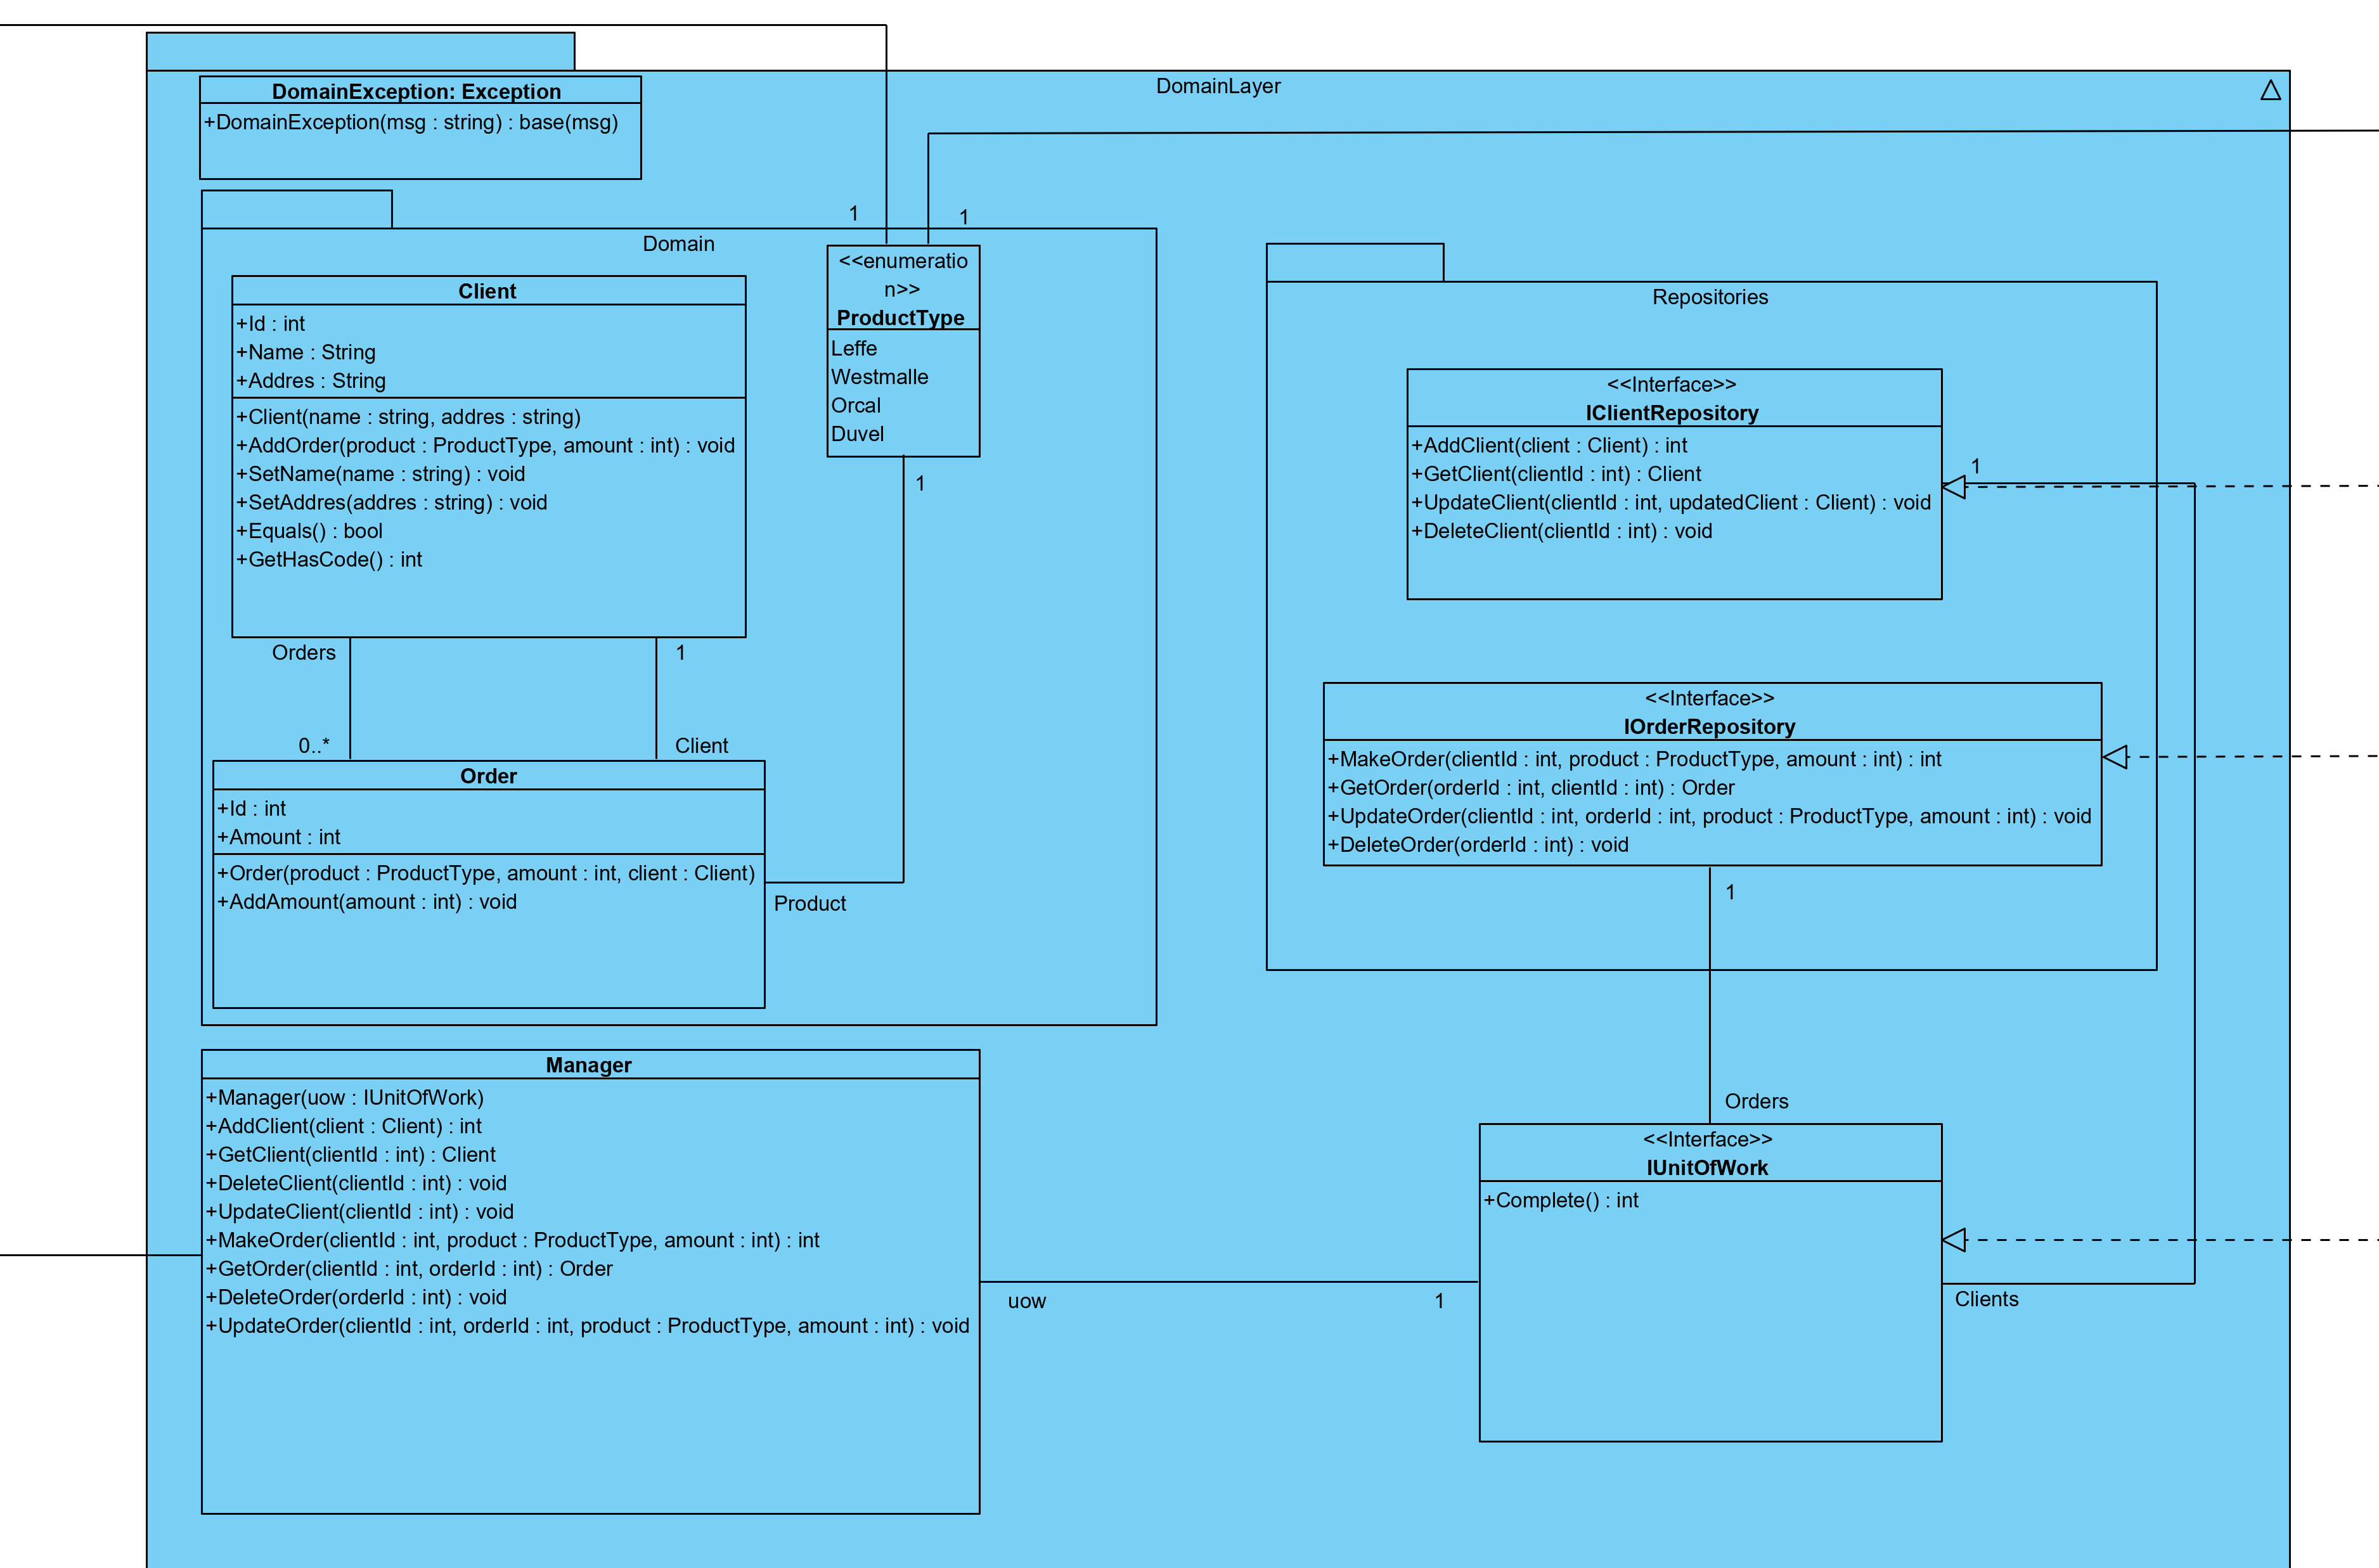 DomainLayer
DomainException: Exception
+DomainException(msg : string) : base(msg)
1
1
Domain
Client
+Id : int
+Name : String
+Addres : String
+Client(name : string, addres : string)
+AddOrder(product : ProductType, amount : int) : void
+SetName(name : string) : void
+SetAddres(addres : string) : void
+Equals() : bool
+GetHasCode() : int
<<enumeratio
n>>
ProductType
Leffe
Westmalle
Orcal
Duvel
1
Orders
1
0..*
Client
Order
+Id : int
+Amount : int
+Order(product : ProductType, amount : int, client : Client)
+AddAmount(amount : int) : void
Product
Repositories
<<Interface>>
IClientRepository
+AddClient(client : Client) : int
+GetClient(clientId : int) : Client
+UpdateClient(clientId : int, updatedClient : Client) : void
+DeleteClient(clientId : int) : void
1
<<Interface>>
IOrderRepository
+MakeOrder(clientId : int, product : ProductType, amount : int) : int
+GetOrder(orderId : int, clientId : int) : Order
+UpdateOrder(clientId : int, orderId : int, product : ProductType, amount : int) : void
+DeleteOrder(orderId : int) : void
1
Orders
Manager
+Manager(uow : IUnitOfWork)
+AddClient(client : Client) : int
+GetClient(clientId : int) : Client
+DeleteClient(clientId : int) : void
+UpdateClient(clientId : int) : void
+MakeOrder(clientId : int, product : ProductType, amount : int) : int
+GetOrder(clientId : int, orderId : int) : Order
+DeleteOrder(orderId : int) : void
+UpdateOrder(clientId : int, orderId : int, product : ProductType, amount : int) : void
uow
1
<<Interface>>
IUnitOfWork
+Complete() : int
Clients